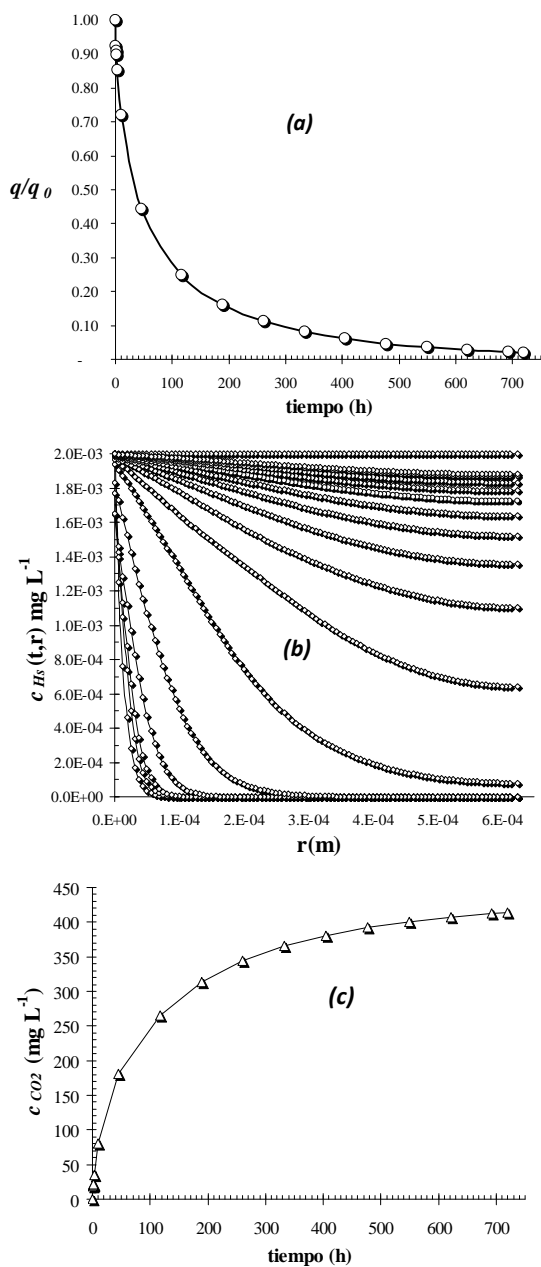 1.00
(a)
0.90
0.80
0.70
0.60
q/q 0
0.50
0.40
0.30
0.20
0.10
-
0 100 200 300 400 500 600 700
tiempo (h)
2.0E-03
1.8E-03
1.6E-03
1.4E-03
1.2E-03
1.0E-03
8.0E-04
6.0E-04
4.0E-04
2.0E-04
0.0E+00
c Hs (t,r) mg L-1
(b)
0.E+00 1.E-04 2.E-04 3.E-04 4.E-04 5.E-04 6.E-04
r(m)
450
400
350
300
250
200
150
100
50
0
c CO2 (mg L-1)
(c)
0 100 200 300 400 500 600 700
tiempo (h)